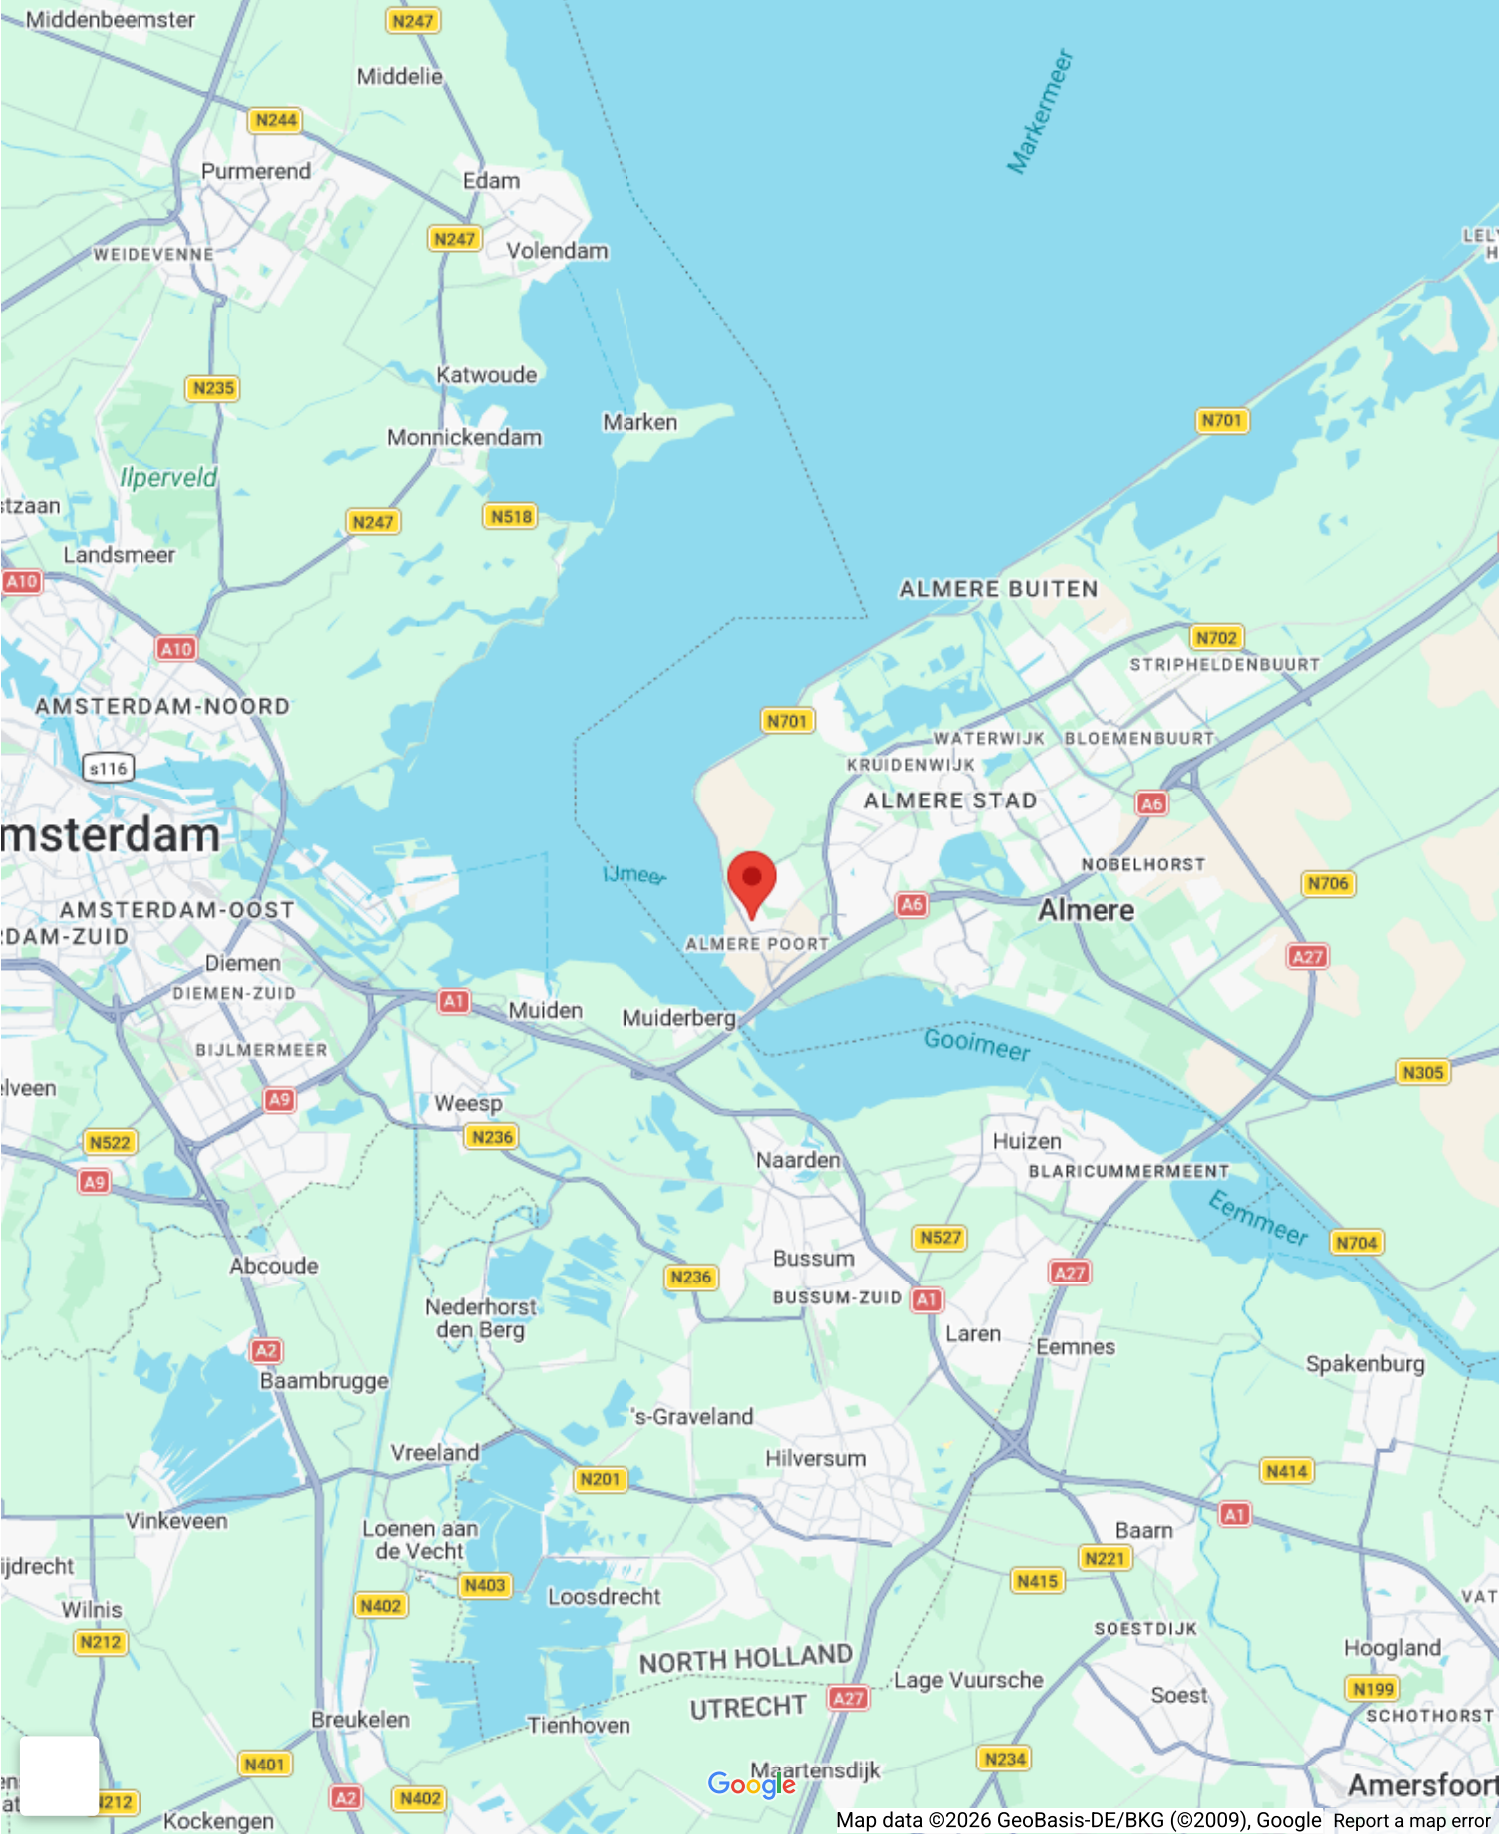 Middenbeemster
N247
Middelie
Markermeer
N244
Purmerend
Edam
N247
Volendam
WEIDEVENNE
Katwoude
N235
Marken
N701
Monnickendam
Ilperveld
stzaan
N247
N518
Landsmeer
A10
ALMERE BUITEN
A10
N702
STRIPHELDENBUURT
AMSTERDAM-NOORD
N701
WATERWIJK
BLOEMENBUURT
s116
KRUIDENWIJK
ALMERE STAD
A6
msterdam
NOBELHORST
IJmeer
N706
AMSTERDAM-OOST
A6
Almere
RDAM-ZUID
ALMERE POORT
Diemen
A27
DIEMEN-ZUID
A1
Muiden
Muiderberg
BIJLMERMEER
Gooimeer
elveen
N305
A9
Weesp
N522
N236
Huizen
Naarden
BLARICUMMERMEENT
A9
Eemmeer
N527
N704
Abcoude
Bussum
N236
A27
BUSSUM-ZUID
A1
Nederhorst
den Berg
Laren
Eemnes
A2
Spakenburg
Baambrugge
's-Graveland
Vreeland
Hilversum
N201
N414
Vinkeveen
A1
Loenen aan
de Vecht
Baarn
ijdrecht
N221
N403
N415
Loosdrecht
N402
Wilnis
VAT
N212
SOESTDIJK
NORTH HOLLAND
Hoogland
Lage Vuursche
UTRECHT
A27
Soest
N199
Breukelen
Tienhoven
SCHOTHORST
N401
N234
Maartensdijk
Google
Amersfoort
N212
A2
N402
Kockengen
Map data ©2026 GeoBasis-DE/BKG (©2009), Google Report a map error